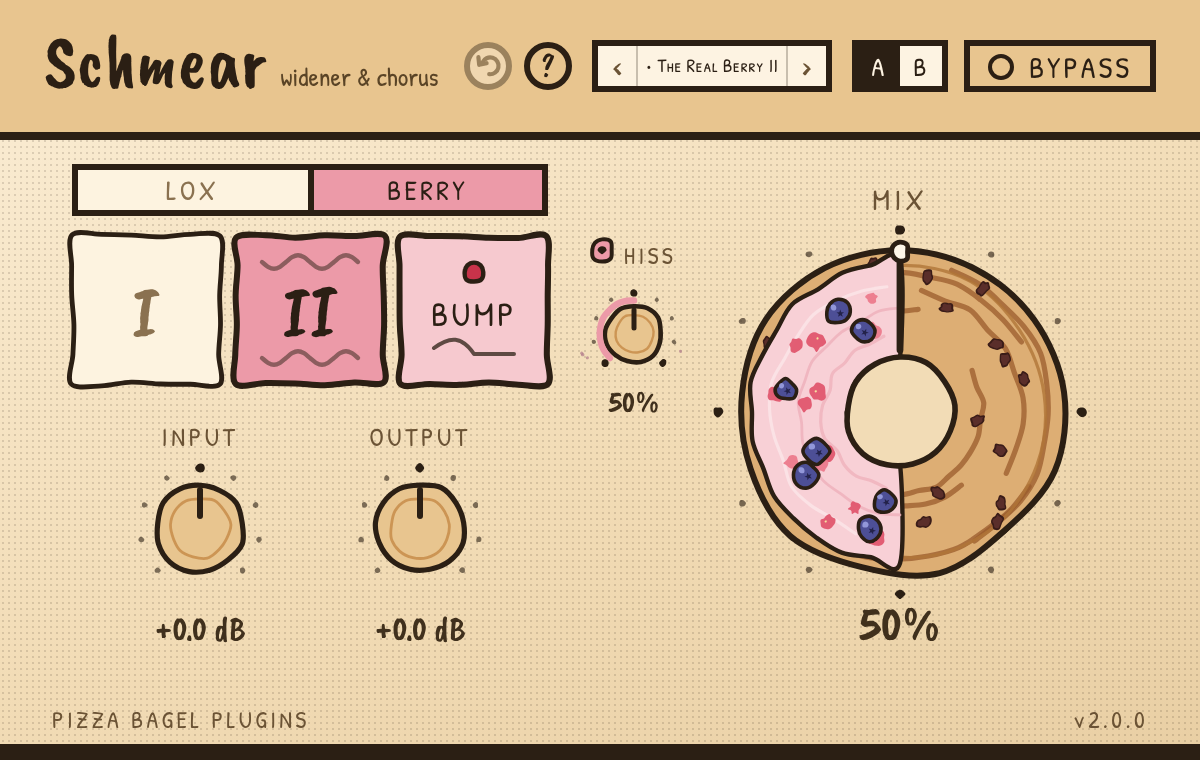 Schmear widener & chorus
?
‹ • The Real Berry II ›
A B
BYPASS
LOX BERRY
I II BUMP
HISS
50%
MIX
50%
INPUT OUTPUT
+0.0 dB +0.0 dB
PIZZA BAGEL PLUGINS
v2.0.0